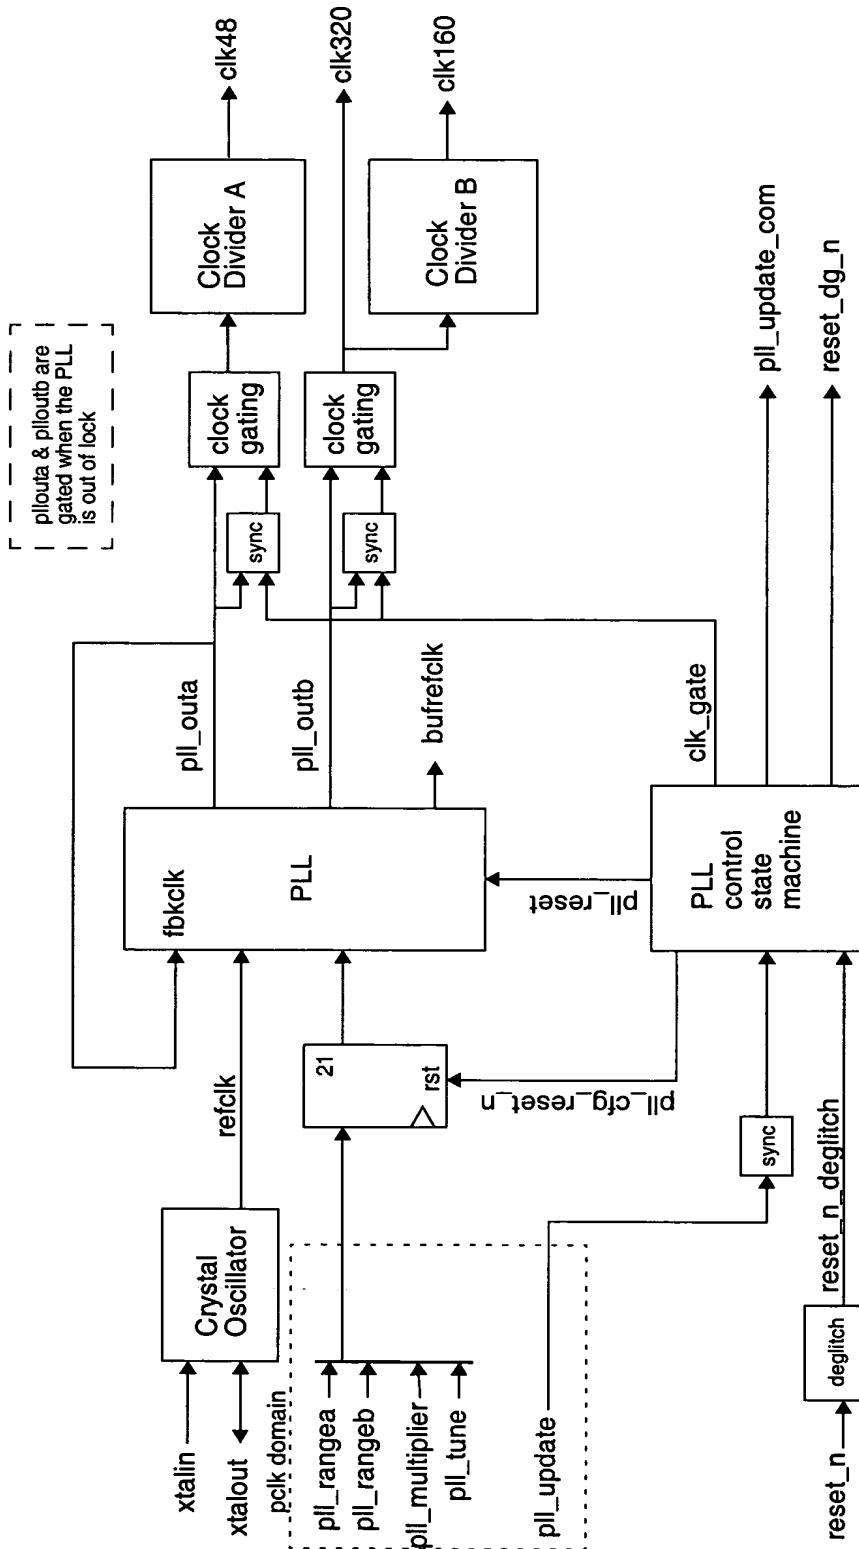 pllouta & plloutb are
gated when the PLL
is out of lock
xtalin
xtalout
Crystal
Oscillator
refclk
fbkclk
PLL
pll_outa
pll_outb
bufrefclk
sync
clock
gating
Clock
Divider A
clk48
sync
clock
gating
clk320
Clock
Divider B
clk160
pclk domain
pll_rangea
pll_rangeb
pll_multiplier
pll_tune
pll_update
21
rst
pll_cfg_reset_n
pll_reset
sync
PLL
control
state
machine
clk_gate
pll_update_com
reset_dg_n
reset_n
deglitch
reset_n_deglitch